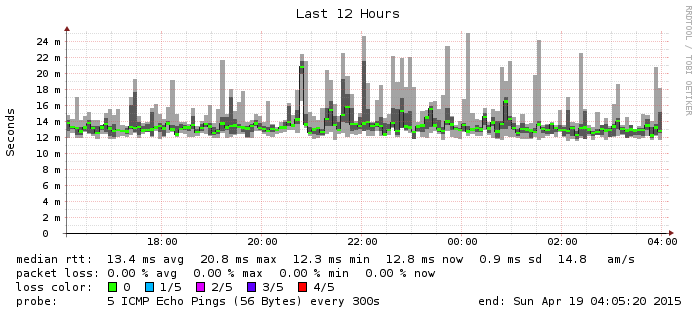 Last 12 Hours
RRDTOOL / TOBI OETIKER
Seconds
24 m
22 m
20 m
18 m
16 m
14 m
12 m
10 m
8 m
6 m
4 m
2 m
0
18:00 20:00 22:00 00:00 02:00 04:00
median rtt: 13.4 ms avg 20.8 ms max 12.3 ms min 12.8 ms now 0.9 ms sd 14.8 am/s
packet loss: 0.00 % avg 0.00 % max 0.00 % min 0.00 % now
loss color: 0 1/5 2/5 3/5 4/5
probe: 5 ICMP Echo Pings (56 Bytes) every 300s end: Sun Apr 19 04:05:20 2015